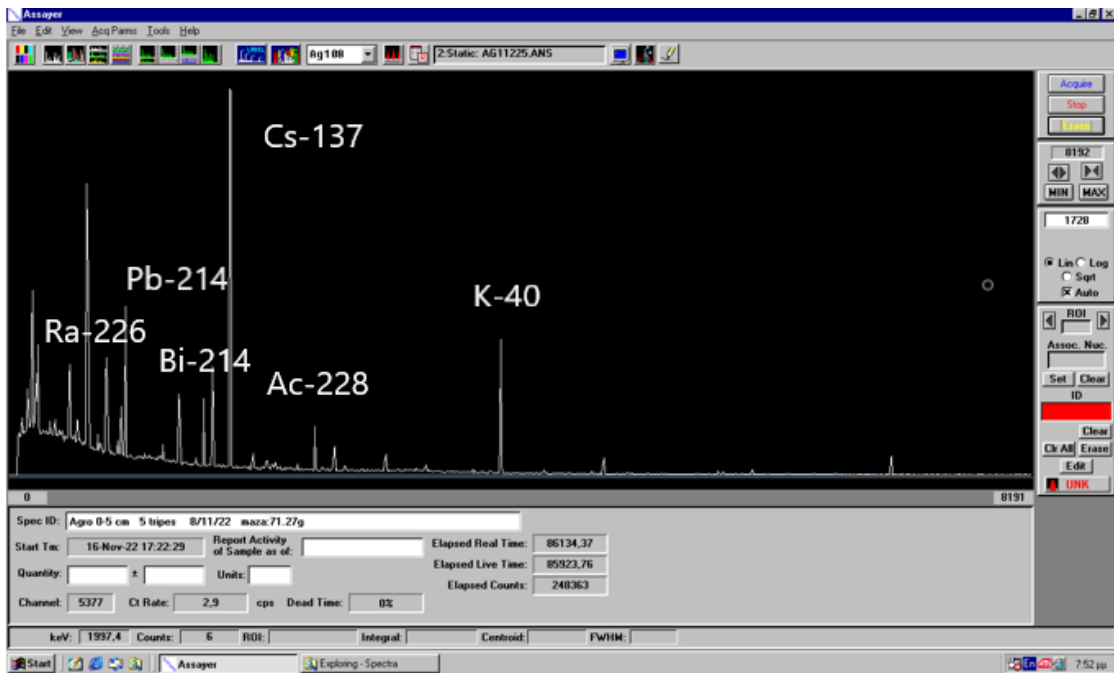 Assayer
File Edit View Acq Parms Tools Help
Ag108 2:Static: AG11225.ANS
Acquire
Stop
Erase
8192
MIN MAX
1728
Lin Log
Sqrt
Auto
ROI
Assoc. Nuc.
Set Clear
ID
Clear
Clr All Erase
Edit
UNK
Cs-137
Pb-214
K-40
Ra-226
Bi-214
Ac-228
0 8191
Spec ID: Agro 0-5 cm 5 tripes 8/11/22 maza:71.27g
Start Tm: 16-Nov-22 17:22:29 Report Activity of Sample as of: Elapsed Real Time: 86134,37
Elapsed Live Time: 85923,76
Quantity: ± Units: Elapsed Counts: 248363
Channel: 5377 Ct Rate: 2,9 cps Dead Time: 0%
keV: 1997,4 Counts: 6 ROI: Integral: Centroid: FWHM:
Start Assayer Exploring - Spectra En 7:52 μμ